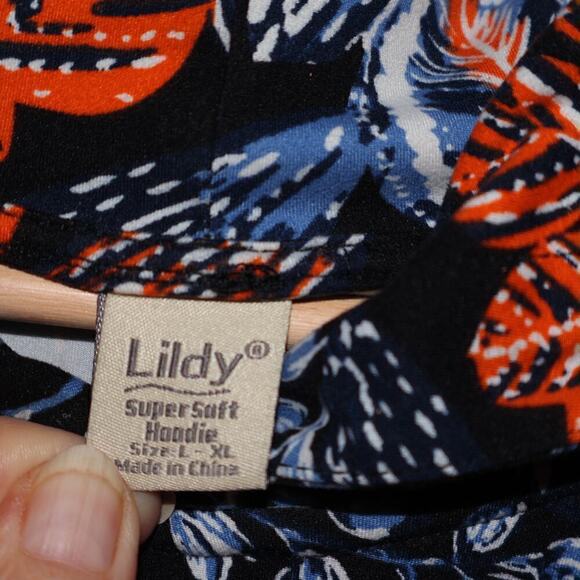 Lildy®
Super Soft
Hoodie
Size: L - XL
Made in China